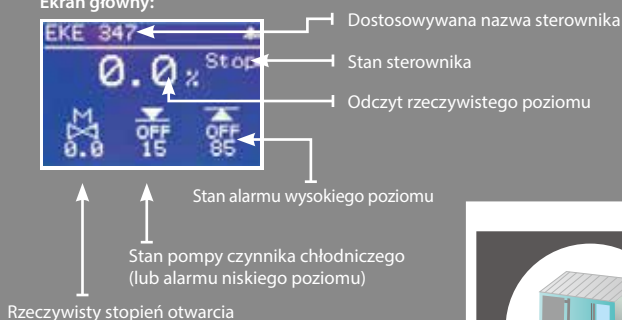 Ekran główny:
EKE 347
0.0 % Stop
M
OFF OFF
0.0 15 85
Dostosowywana nazwa sterownika
Stan sterownika
Odczyt rzeczywistego poziomu
Stan alarmu wysokiego poziomu
Stan pompy czynnika chłodniczego
(lub alarmu niskiego poziomu)
Rzeczywisty stopień otwarcia